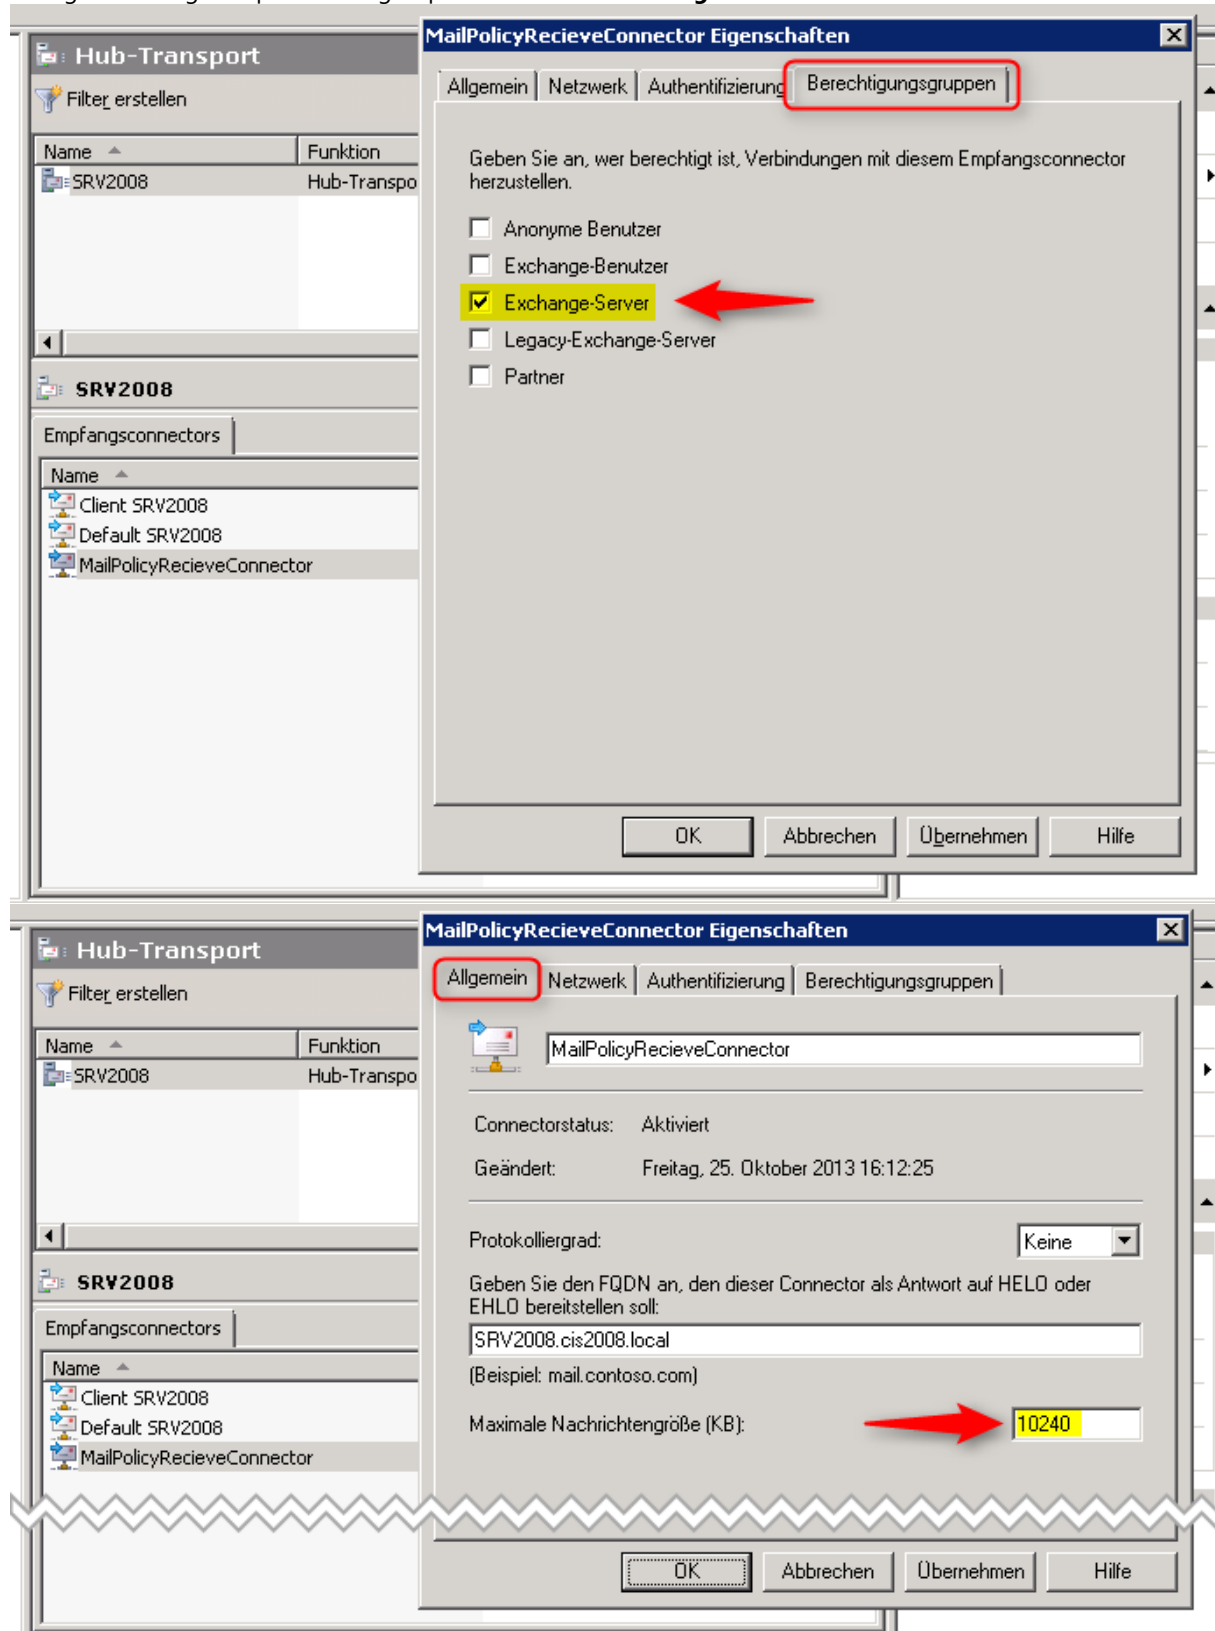 Hub-Transport
Filter erstellen
Name Funktion
SRV2008 Hub-Transpo
SRV2008
Empfangsconnectors
Name
Client SRV2008
Default SRV2008
MailPolicyRecieveConnector
MailPolicyRecieveConnector Eigenschaften
Allgemein Netzwerk Authentifizierung Berechtigungsgruppen
Geben Sie an, wer berechtigt ist, Verbindungen mit diesem Empfangsconnector
herzustellen.
Anonyme Benutzer
Exchange-Benutzer
Exchange-Server
Legacy-Exchange-Server
Partner
OK Abbrechen Übernehmen Hilfe
Hub-Transport
Filter erstellen
Name Funktion
SRV2008 Hub-Transpo
SRV2008
Empfangsconnectors
Name
Client SRV2008
Default SRV2008
MailPolicyRecieveConnector
MailPolicyRecieveConnector Eigenschaften
Allgemein Netzwerk Authentifizierung Berechtigungsgruppen
MailPolicyRecieveConnector
Connectorstatus: Aktiviert
Geändert: Freitag, 25. Oktober 2013 16:12:25
Protokolliergrad: Keine
Geben Sie den FQDN an, den dieser Connector als Antwort auf HELO oder
EHLO bereitstellen soll:
SRV2008.cis2008.local
(Beispiel: mail.contoso.com)
Maximale Nachrichtengröße (KB): 10240
OK Abbrechen Übernehmen Hilfe